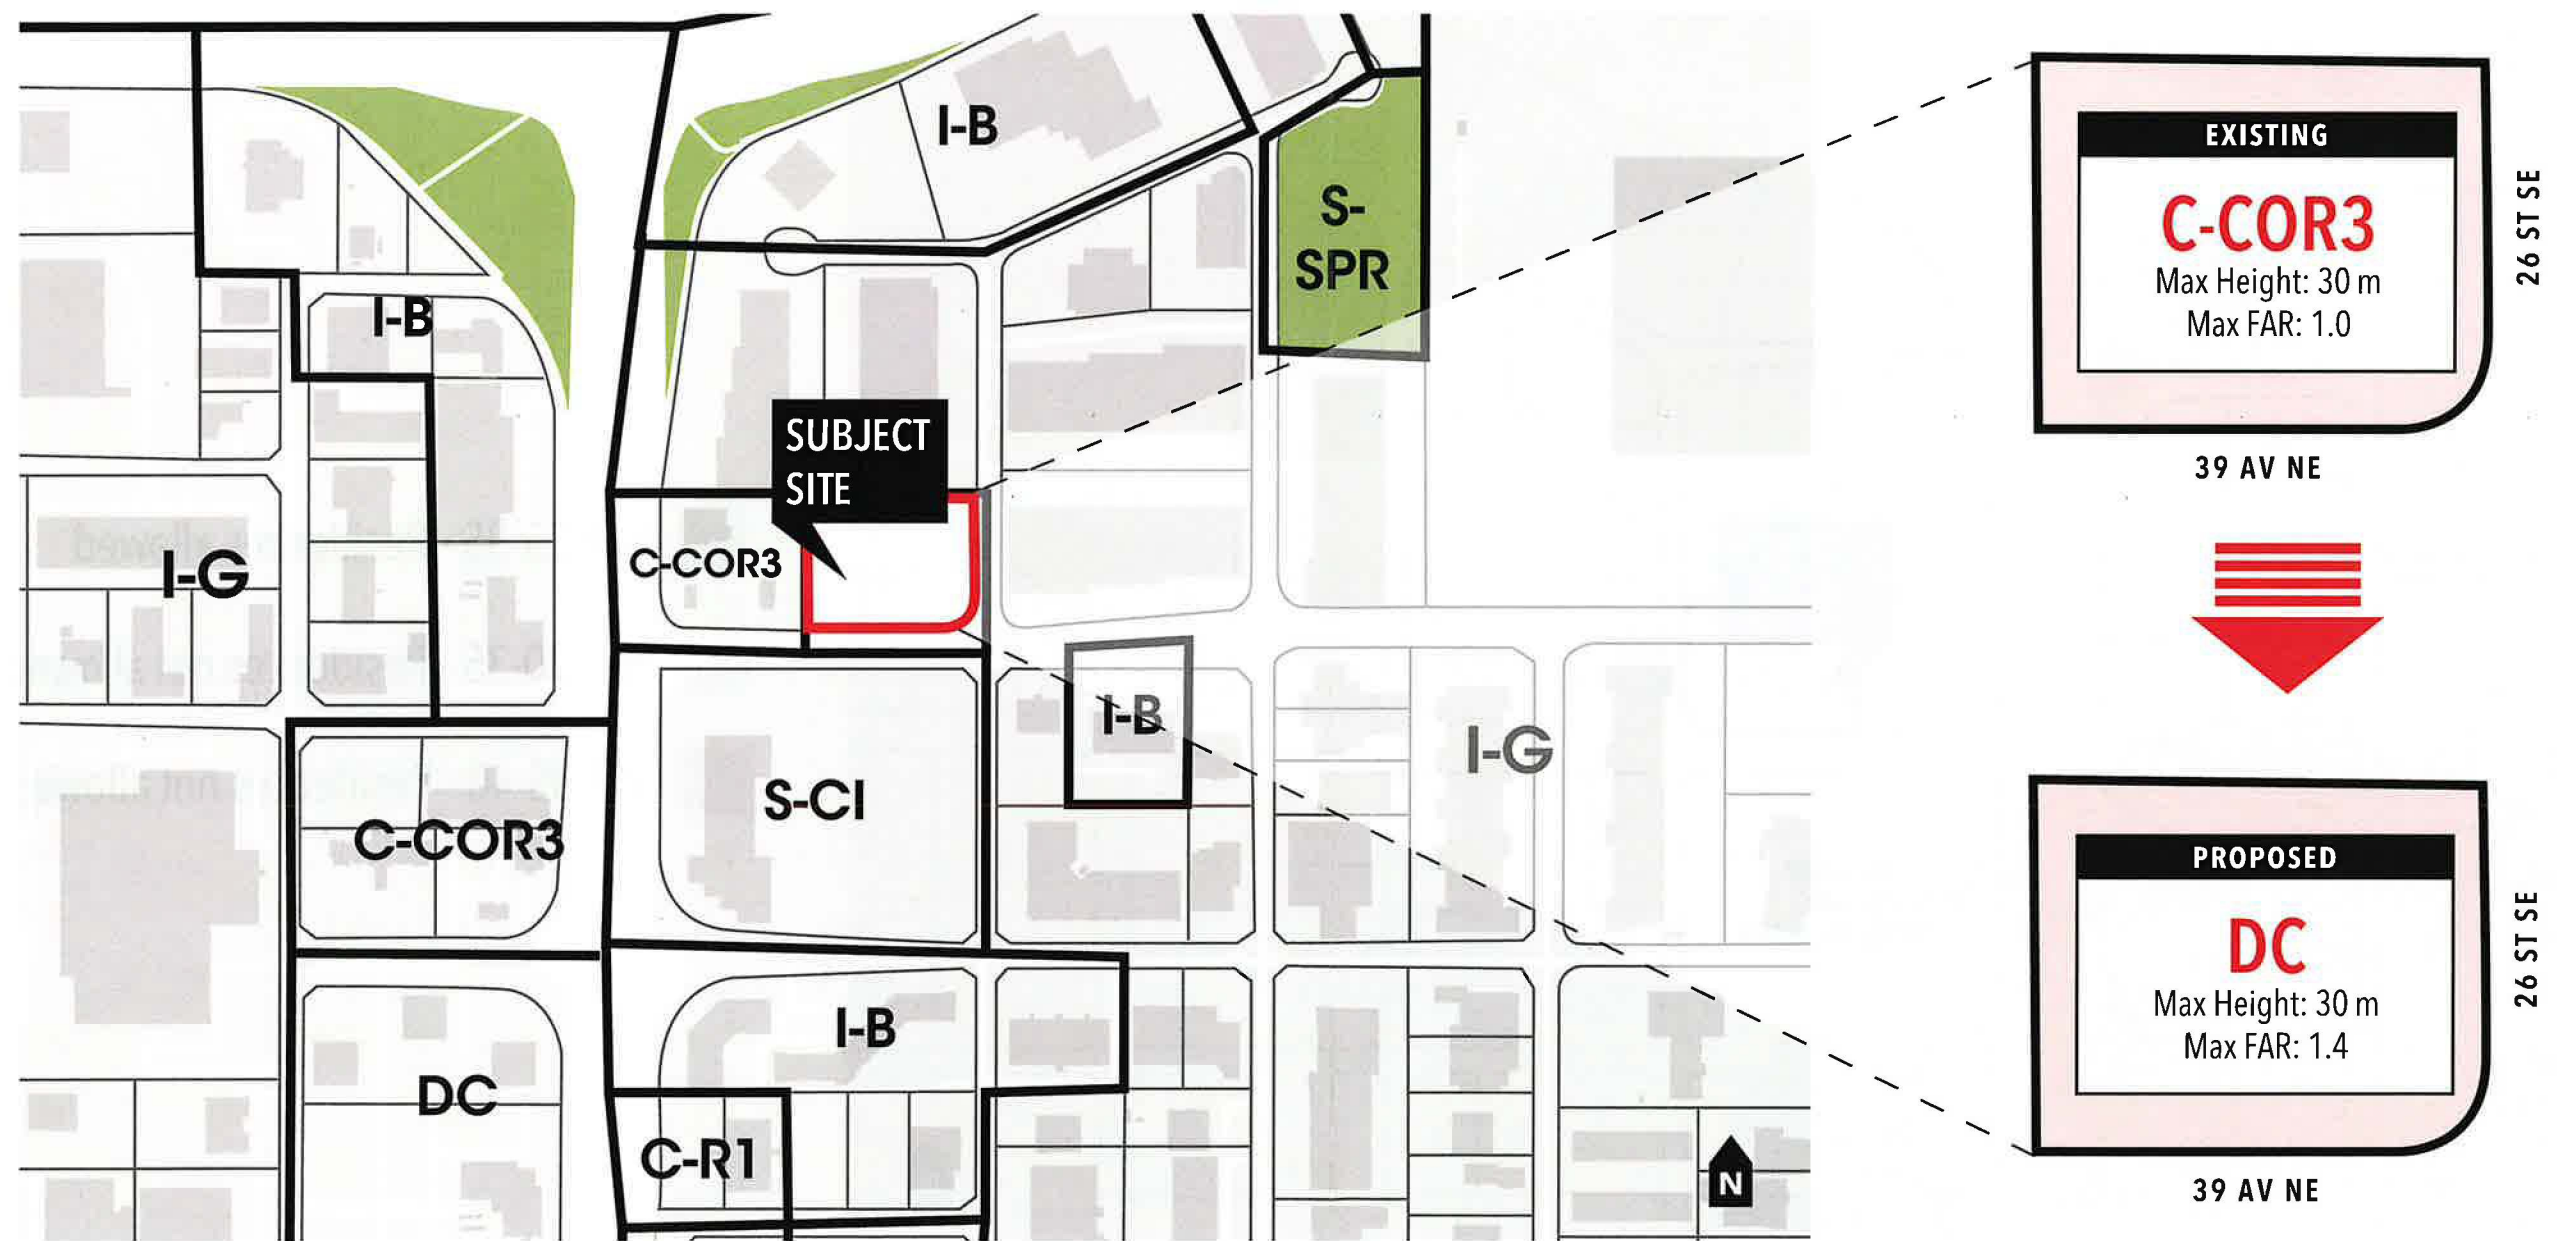 I-B
S-
SPR
I-B
SUBJECT
SITE
C-COR3
I-G
I-B
I-G
S-CI
C-COR3
I-B
DC
C-R1
N
EXISTING
C-COR3
Max Height: 30 m
Max FAR: 1.0
26 ST SE
39 AV NE
PROPOSED
DC
Max Height: 30 m
Max FAR: 1.4
26 ST SE
39 AV NE